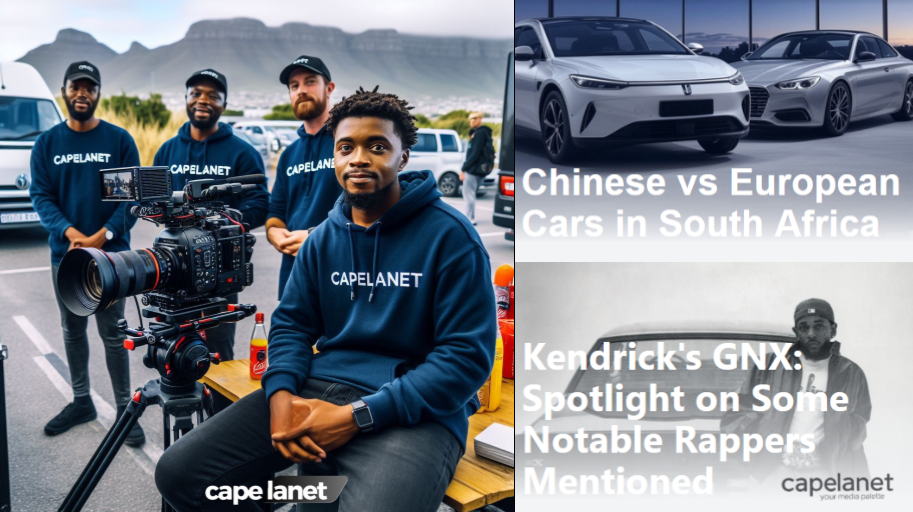 CAPELANET
CAPELANET
CAPELANET
CAPELANET
cape lanet
Chinese vs European
Cars in South Africa
Kendrick's GNX:
Spotlight on Some
Notable Rappers
Mentioned
capelanet
your media palette